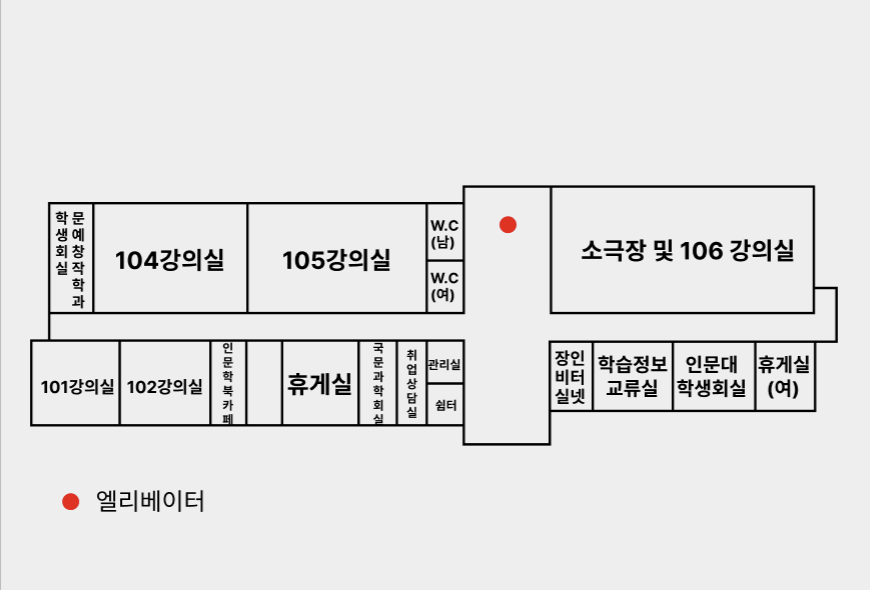 문예창작학과
학생회실
104강의실
105강의실
W.C
(남)
W.C
(여)
소극장 및 106 강의실
101강의실
102강의실
인문학북카페
휴게실
국문과학회실
취업상담실
관리실
쉼터
장인
비터
실넷
학습정보
교류실
인문대
학생회실
휴게실
(여)
엘리베이터